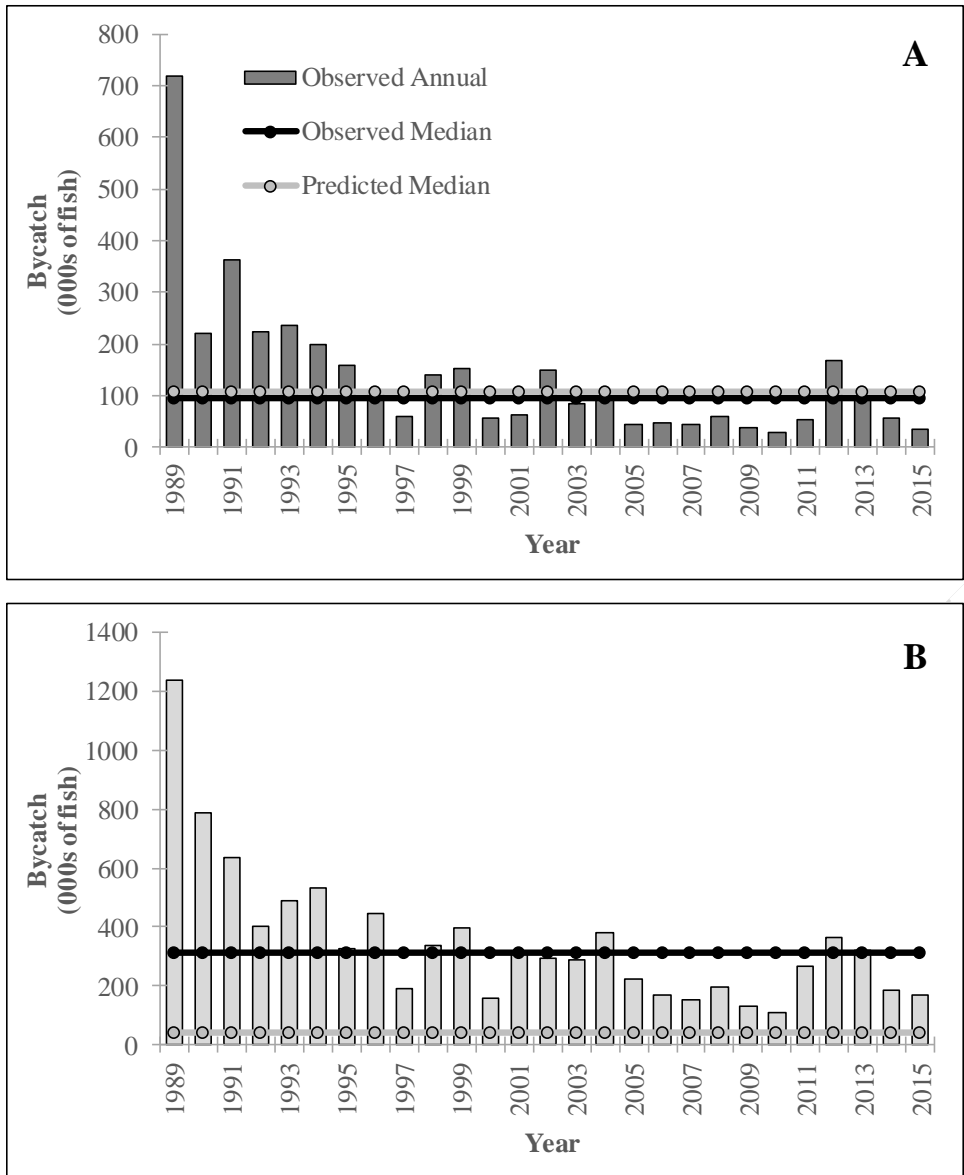 A
800
700
600
500
400
300
200
100
0
Bycatch
(000s of fish)
Observed Annual
Observed Median
Predicted Median
1989 1991 1993 1995 1997 1999 2001 2003 2005 2007 2009 2011 2013 2015
Year
B
1400
1200
1000
800
600
400
200
0
Bycatch
(000s of fish)
1989 1991 1993 1995 1997 1999 2001 2003 2005 2007 2009 2011 2013 2015
Year